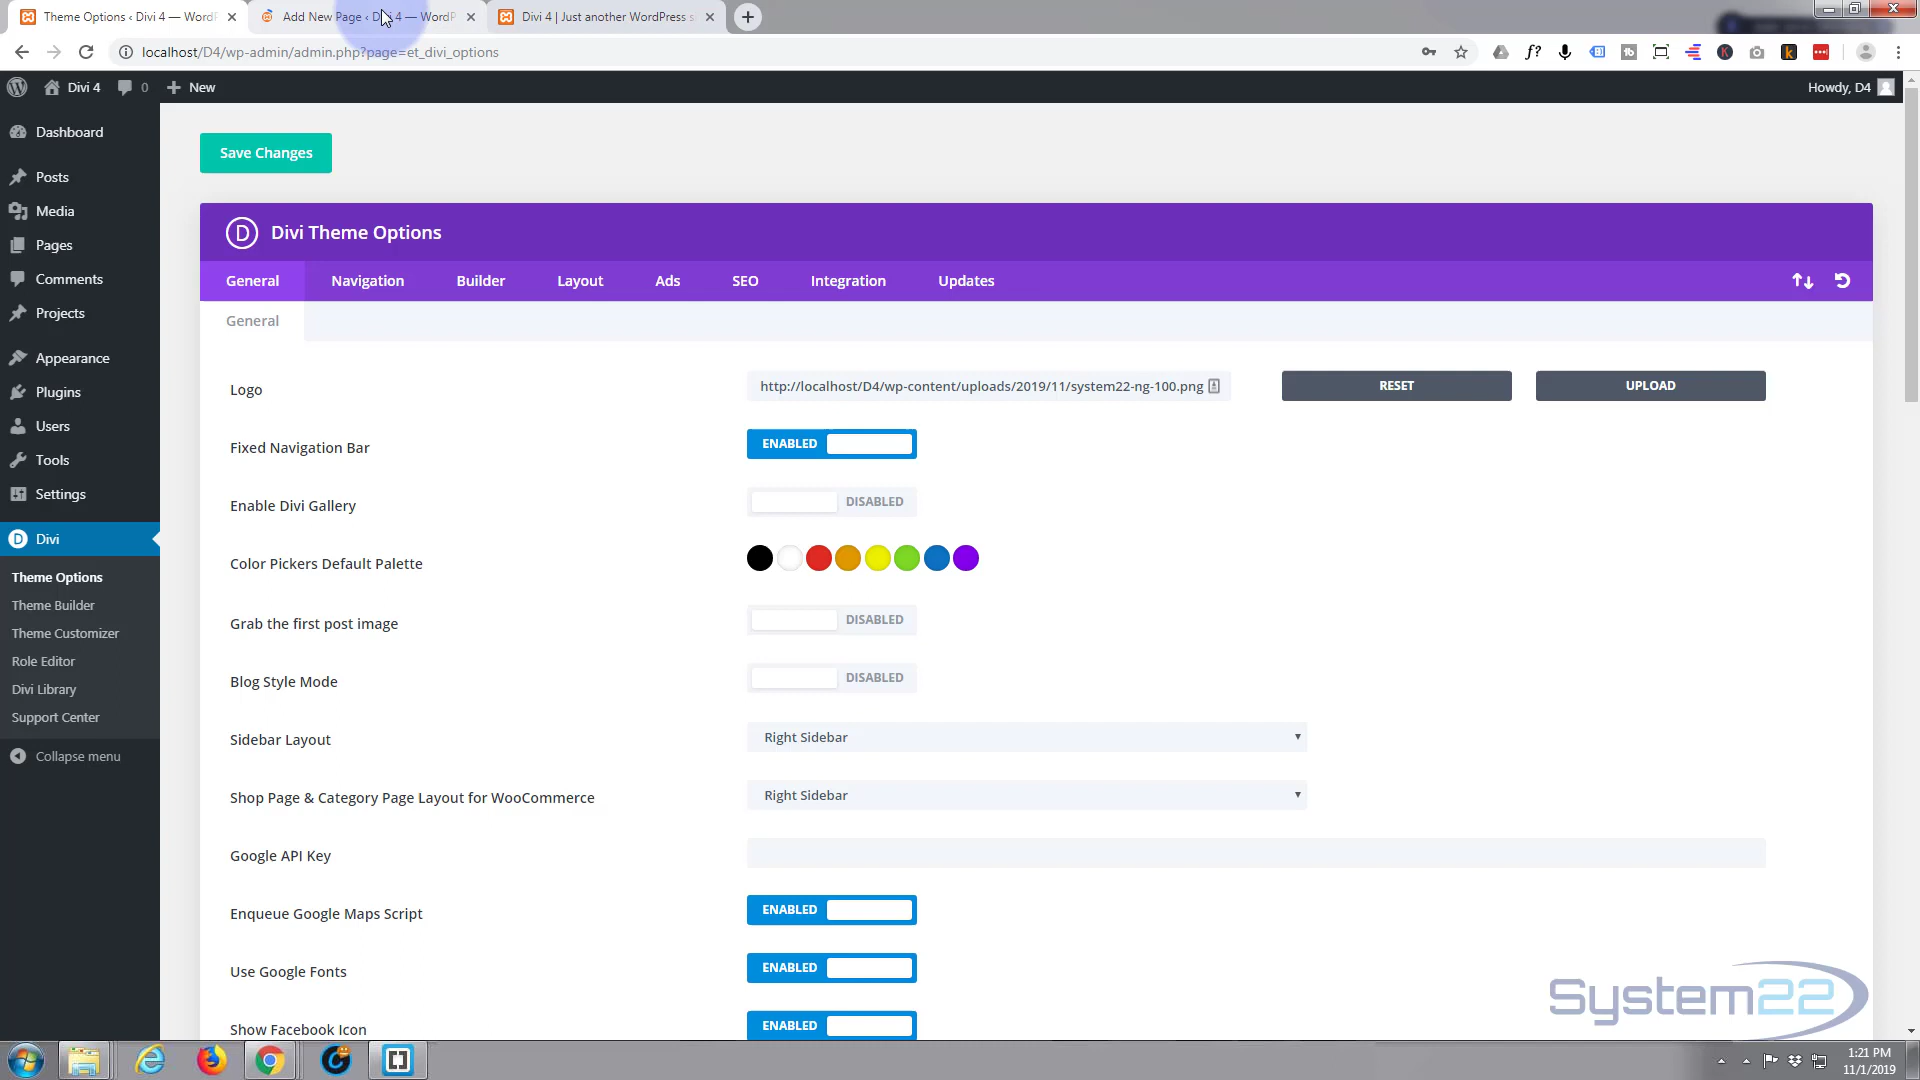 Theme Options ‹ Divi 4 — WordP
Add New Page ‹ Divi 4 — WordP
Divi 4 | Just another WordPress s
localhost/D4/wp-admin/admin.php?page=et_divi_options
Divi 4
0
New
Howdy, D4
Dashboard
Posts
Media
Pages
Comments
Projects
Appearance
Plugins
Users
Tools
Settings
Divi
Theme Options
Theme Builder
Theme Customizer
Role Editor
Divi Library
Support Center
Collapse menu
Save Changes
Divi Theme Options
General Navigation Builder Layout Ads SEO Integration Updates
General
Logo
http://localhost/D4/wp-content/uploads/2019/11/system22-ng-100.png
RESET
UPLOAD
Fixed Navigation Bar
ENABLED
Enable Divi Gallery
DISABLED
Color Pickers Default Palette
Grab the first post image
DISABLED
Blog Style Mode
DISABLED
Sidebar Layout
Right Sidebar
Shop Page & Category Page Layout for WooCommerce
Right Sidebar
Google API Key
Enqueue Google Maps Script
ENABLED
Use Google Fonts
ENABLED
Show Facebook Icon
ENABLED
System22
1:21 PM
11/1/2019